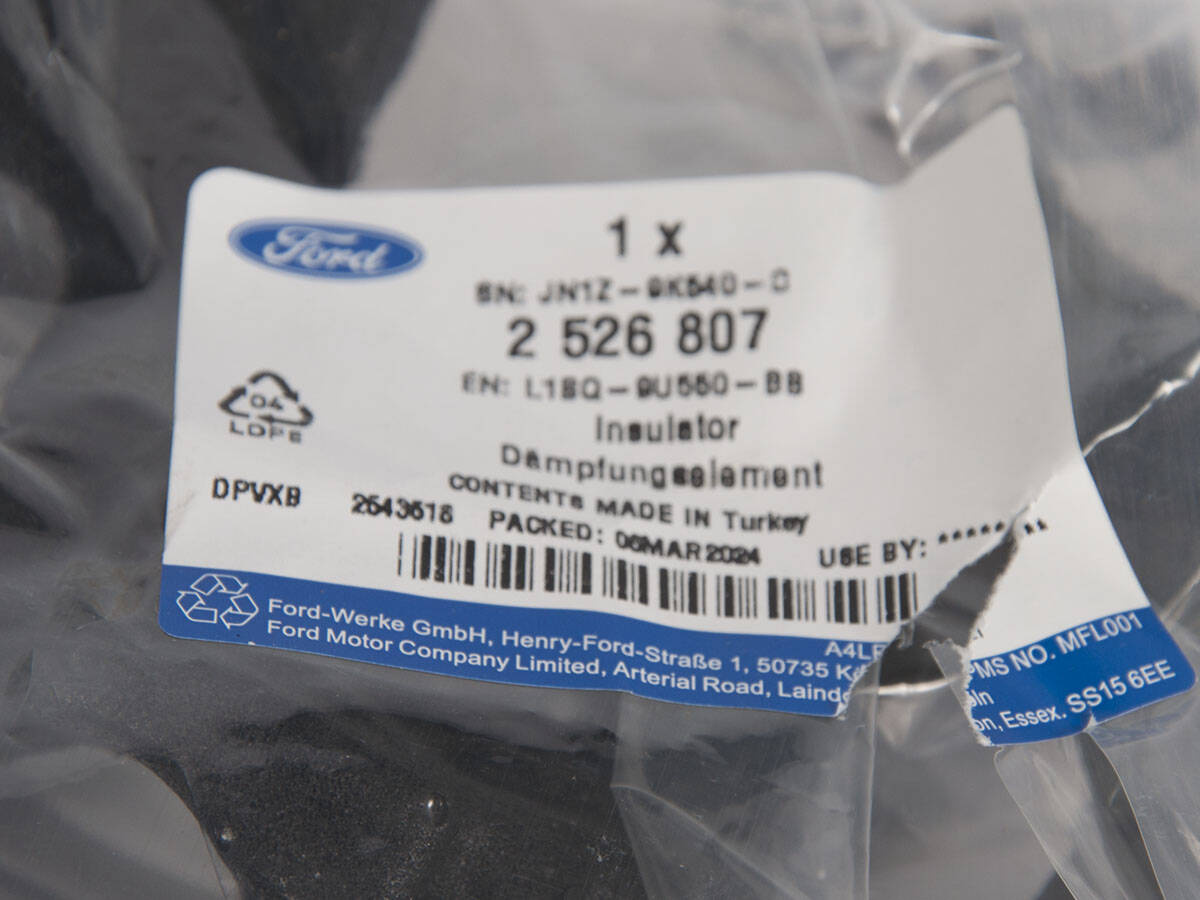 Ford
1 x
SN: JN1Z-9K540-C
2 526 807
EN: L1BQ-9U550-BB
Insulator
Dämpfungselement
CONTENTS MADE IN Turkey
DPVXB 2543518 PACKED: 06MAR2024 USE BY: ******
04
LDPE
Ford-Werke GmbH, Henry-Ford-Straße 1, 50735
Ford Motor Company Limited, Arterial Road,
PMS NO. MFL001
Essex. SS15 6EE